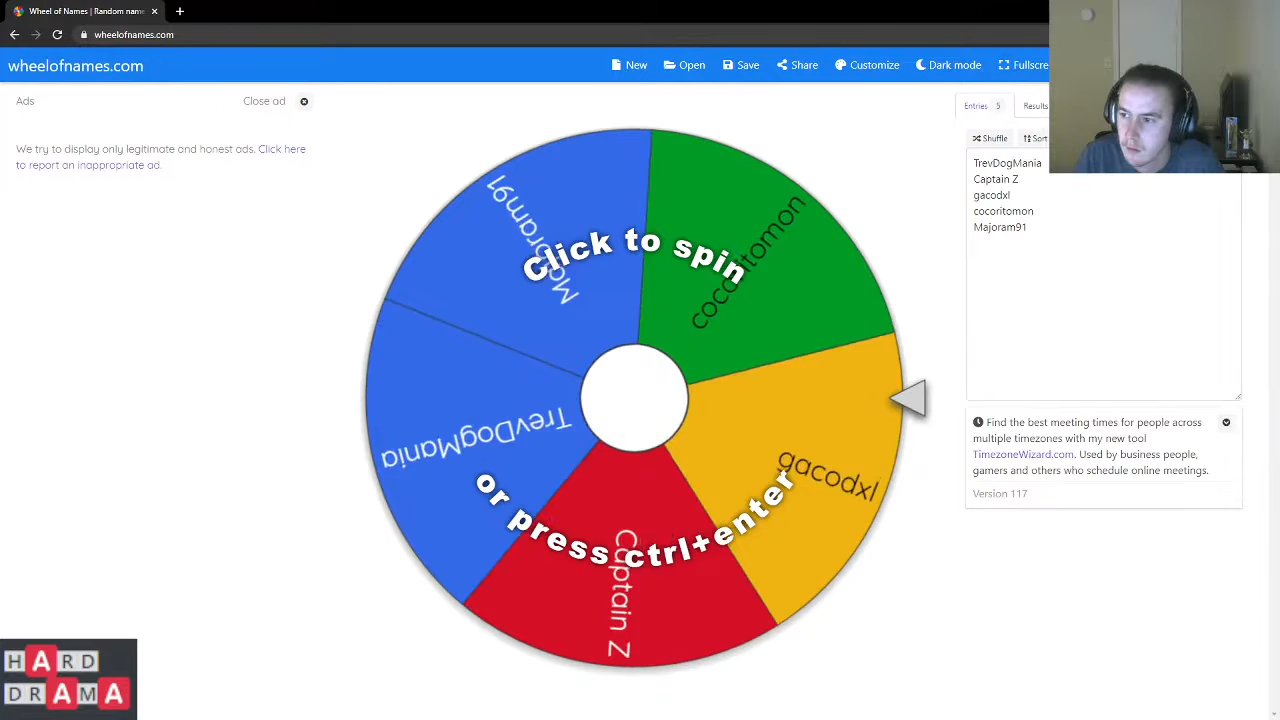 Wheel of Names | Random name
wheelofnames.com
wheelofnames.com
New
Open
Save
Share
Customize
Dark mode
Fullscre
Ads
Close ad
We try to display only legitimate and honest ads. Click here
to report an inappropriate ad.
Entries 5
Results
Shuffle
Sort
TrevDogMania
Captain Z
gacodxl
cocoritomon
Majoram91
Majoram91
cocoritomon
Click to spin
TrevDogMania
gacodxl
or press ctrl+enter
Captain Z
Find the best meeting times for people across
multiple timezones with my new tool
TimezoneWizard.com. Used by business people,
gamers and others who schedule online meetings.
Version 117
HARD
DRAMA